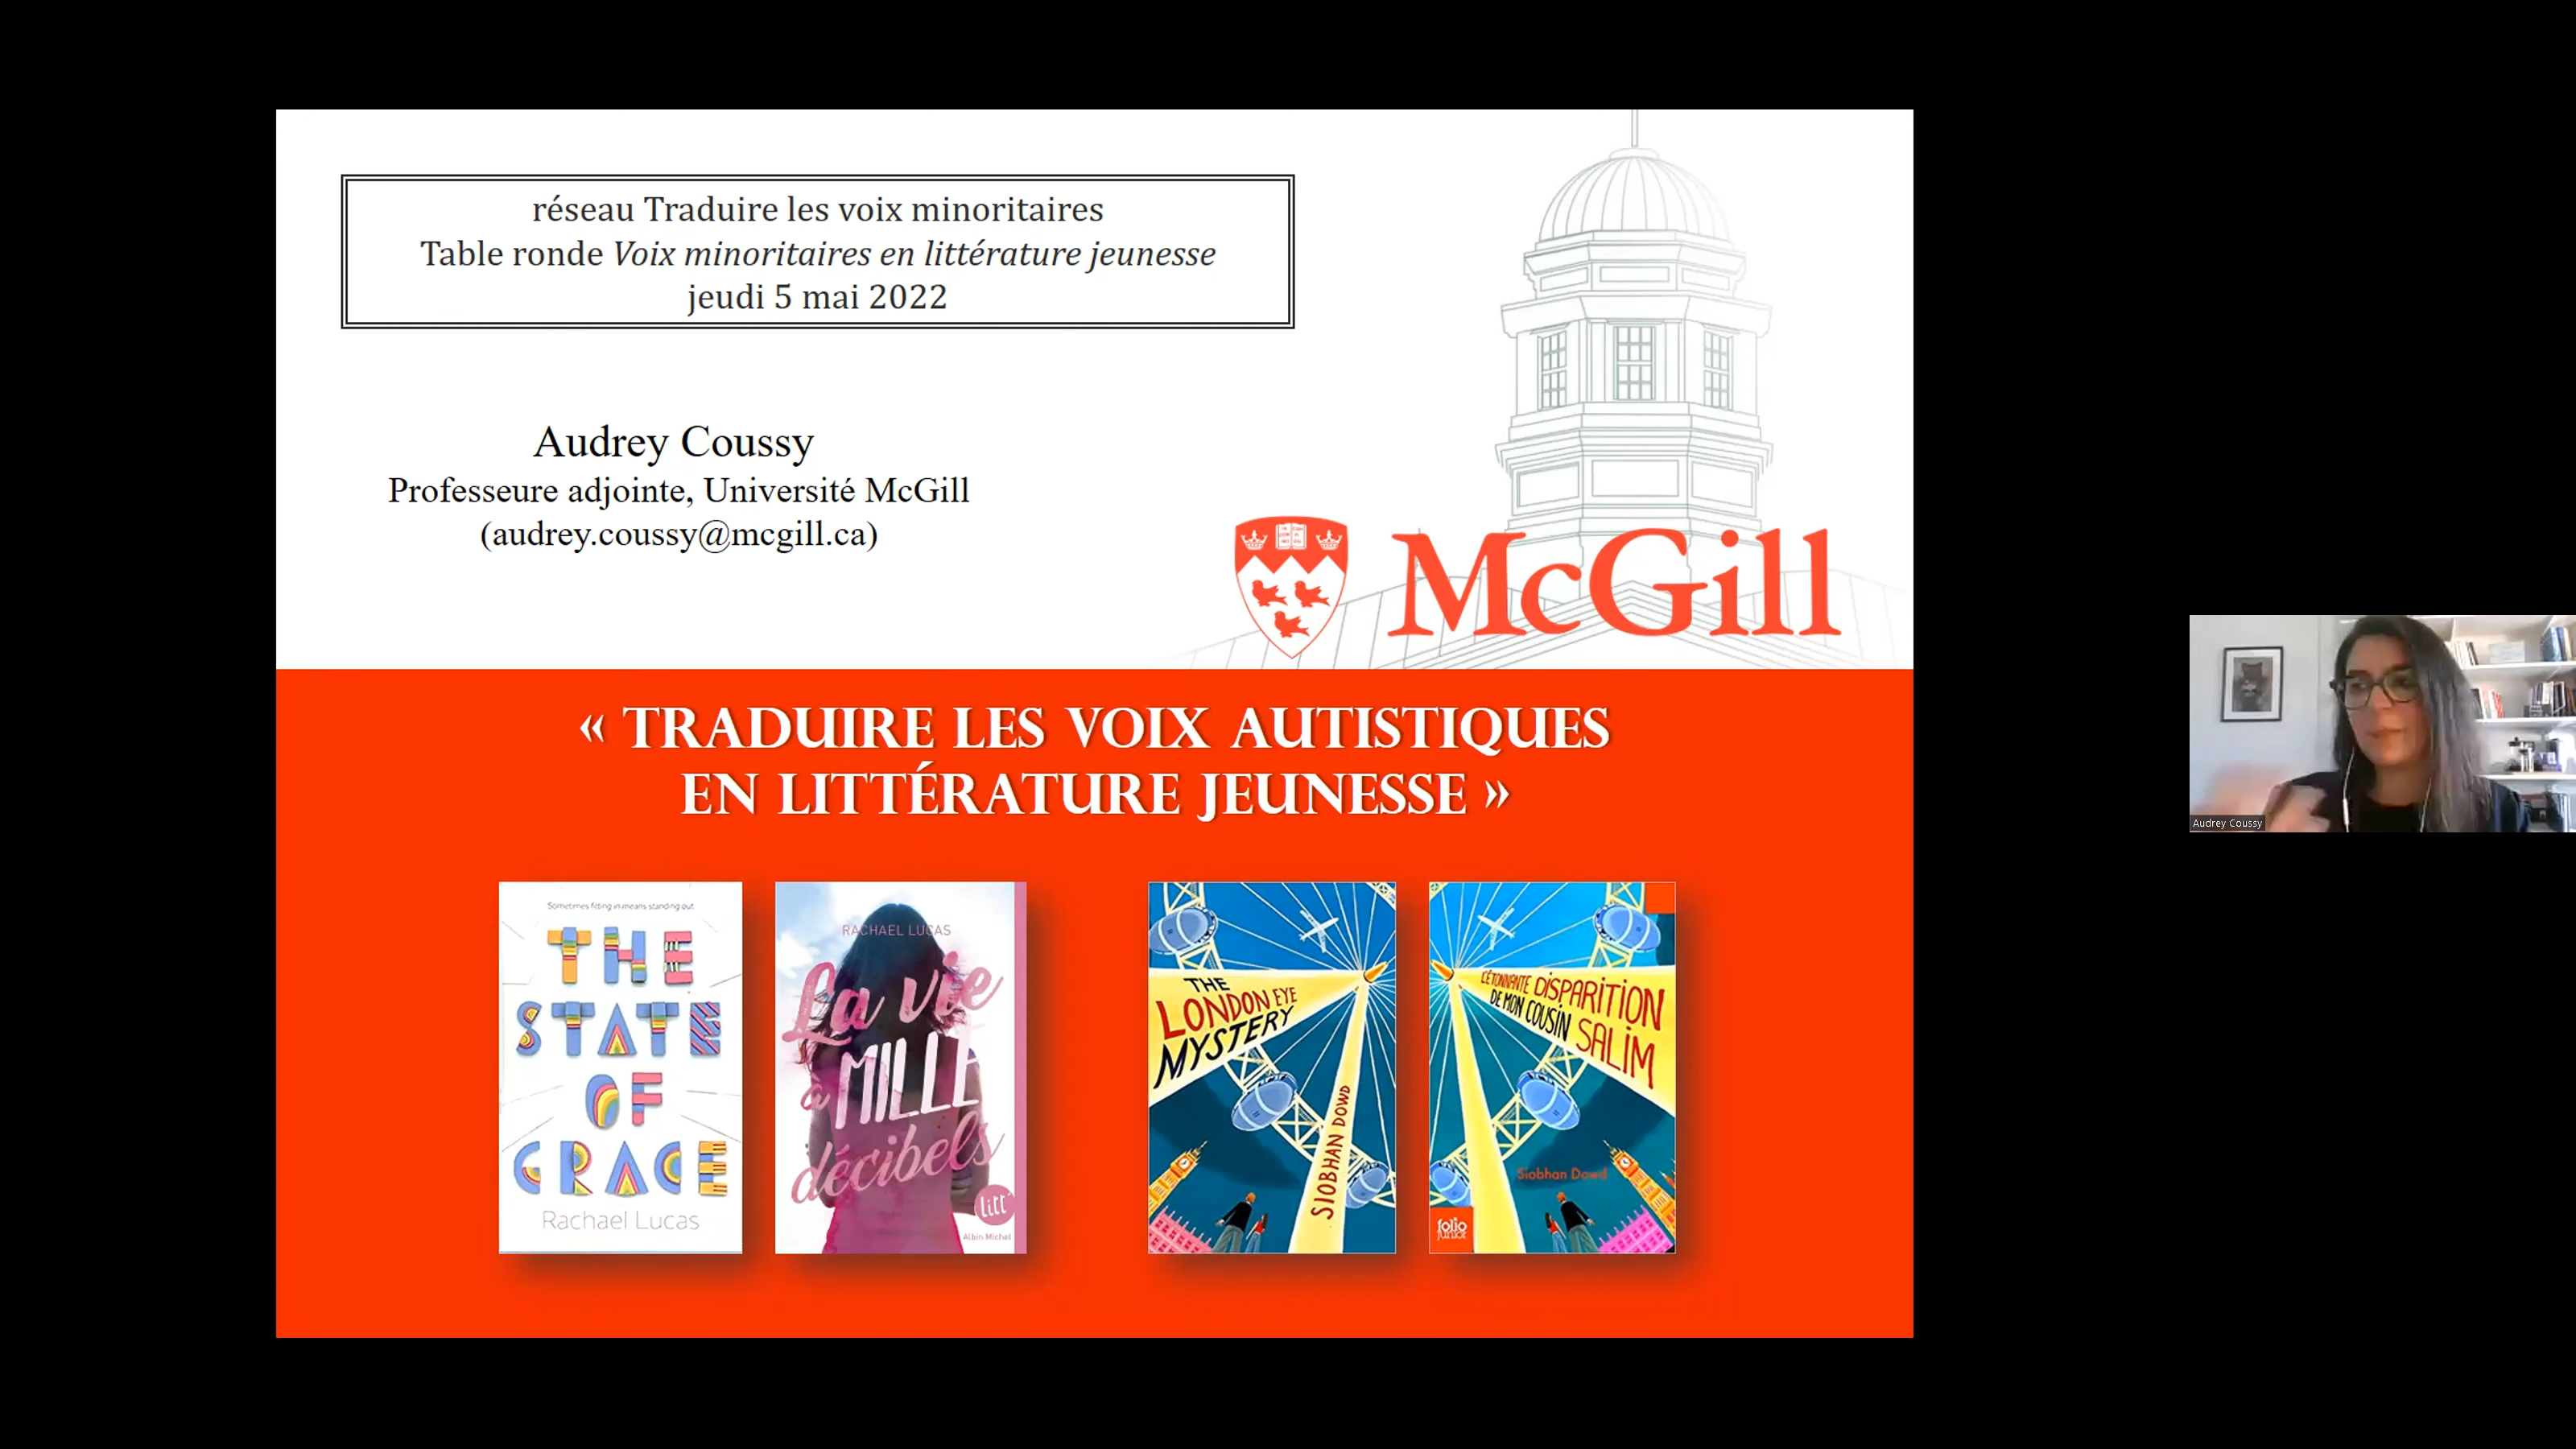 réseau Traduire les voix minoritaires
Table ronde Voix minoritaires en littérature jeunesse
jeudi 5 mai 2022
Audrey Coussy
Professeure adjointe, Université McGill
(audrey.coussy@mcgill.ca)
McGill
« TRADUIRE LES VOIX AUTISTIQUES
EN LITTÉRATURE JEUNESSE »
Sometimes fitting in means standing out.
THE
STATE
OF
GRACE
Rachael Lucas
RACHAEL LUCAS
La vie
à MILLE
décibels
Litt'
Albin Michel
THE
LONDON EYE
MYSTERY
SIOBHAN DOWD
L'ÉTONNANTE DISPARITION
DE MON COUSIN SALIM
Siobhan Dowd
folio
junior
Audrey Coussy